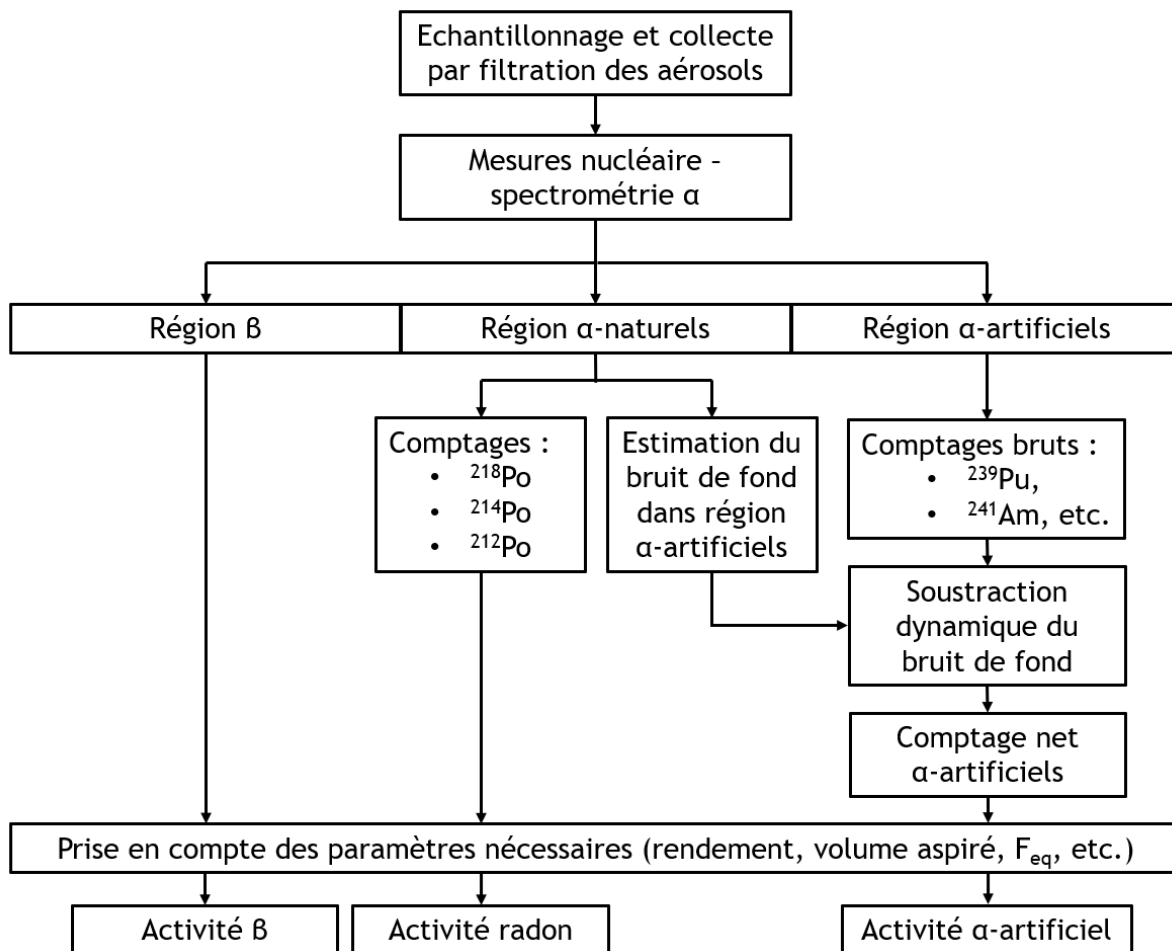 Echantillonnage et collecte
par filtration des aérosols
Mesures nucléaire –
spectrométrie α
Région β
Région α-naturels
Région α-artificiels
Comptages :
• ²¹⁸Po
• ²¹⁴Po
• ²¹²Po
Estimation du
bruit de fond
dans région
α-artificiels
Comptages bruts :
• ²³⁹Pu,
• ²⁴¹Am, etc.
Soustraction
dynamique du
bruit de fond
Comptage net
α-artificiels
Prise en compte des paramètres nécessaires (rendement, volume aspiré, Feq, etc.)
Activité β
Activité radon
Activité α-artificiel